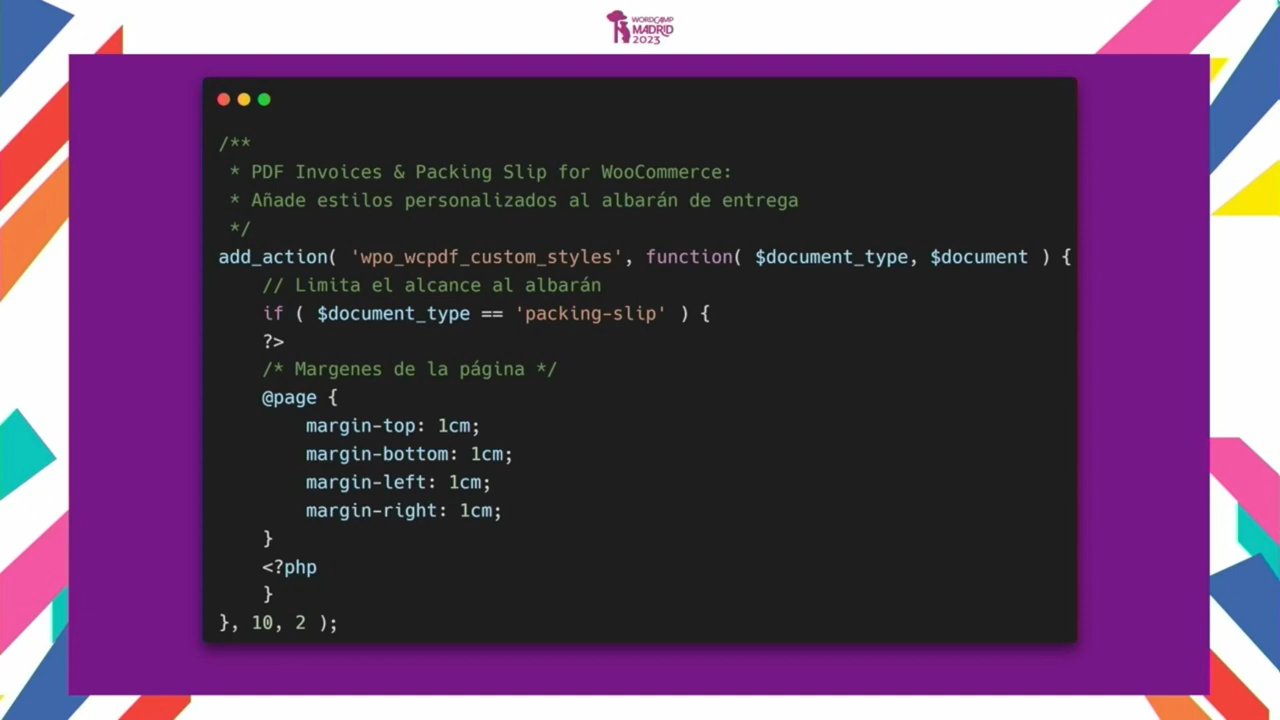 WORDCAMP
MADRID
2023
/**
 * PDF Invoices & Packing Slip for WooCommerce:
 * Añade estilos personalizados al albarán de entrega
 */
add_action( 'wpo_wcpdf_custom_styles', function( $document_type, $document ) {
    // Limita el alcance al albarán
    if ( $document_type == 'packing-slip' ) {
    ?>
    /* Margenes de la página */
    @page {
        margin-top: 1cm;
        margin-bottom: 1cm;
        margin-left: 1cm;
        margin-right: 1cm;
    }
    <?php
    }
}, 10, 2 );